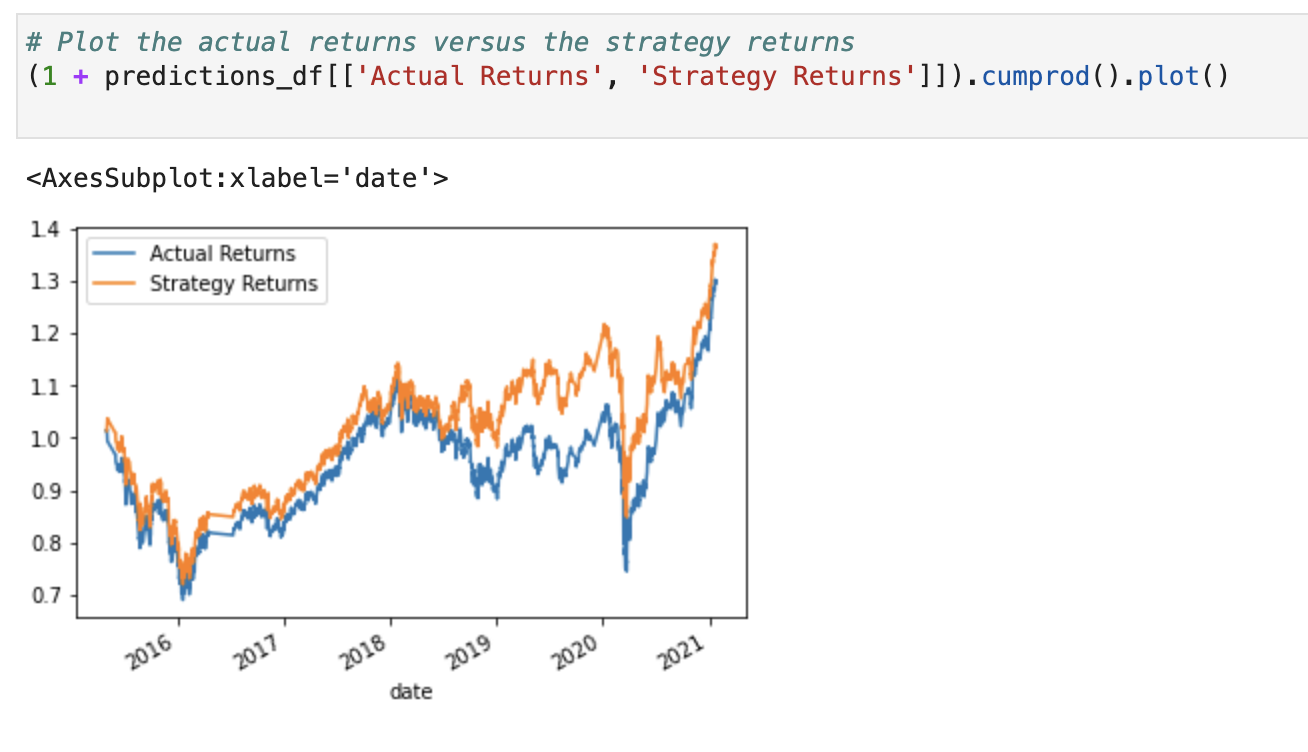 # Plot the actual returns versus the strategy returns
(1 + predictions_df[['Actual Returns', 'Strategy Returns']]).cumprod().plot()
<AxesSubplot:xlabel='date'>
1.4
Actual Returns
Strategy Returns
1.3
1.2
1.1
1.0
0.9
0.8
0.7
2016 2017 2018 2019 2020 2021
date